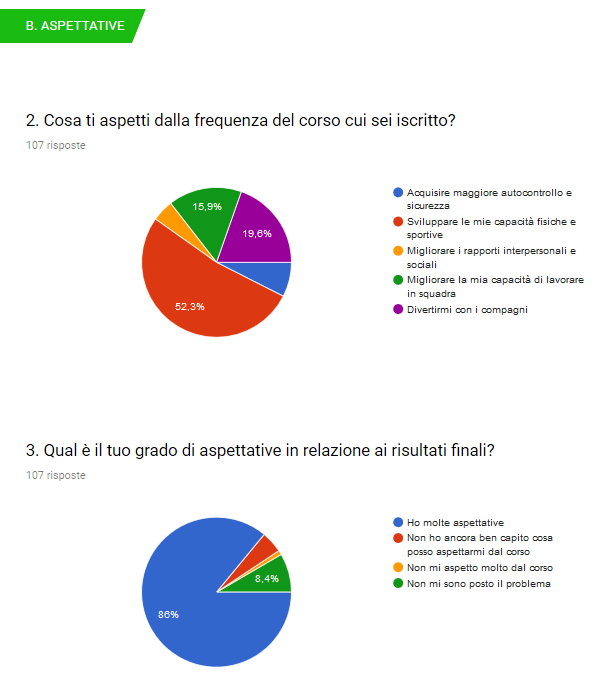 B. ASPETTATIVE
2. Cosa ti aspetti dalla frequenza del corso cui sei iscritto?
107 risposte
15,9%
19,6%
52,3%
Acquisire maggiore autocontrollo e
sicurezza
Sviluppare le mie capacità fisiche e
sportive
Migliorare i rapporti interpersonali e
sociali
Migliorare la mia capacità di lavorare
in squadra
Divertirmi con i compagni
3. Qual è il tuo grado di aspettative in relazione ai risultati finali?
107 risposte
8,4%
86%
Ho molte aspettative
Non ho ancora ben capito cosa
posso aspettarmi dal corso
Non mi aspetto molto dal corso
Non mi sono posto il problema